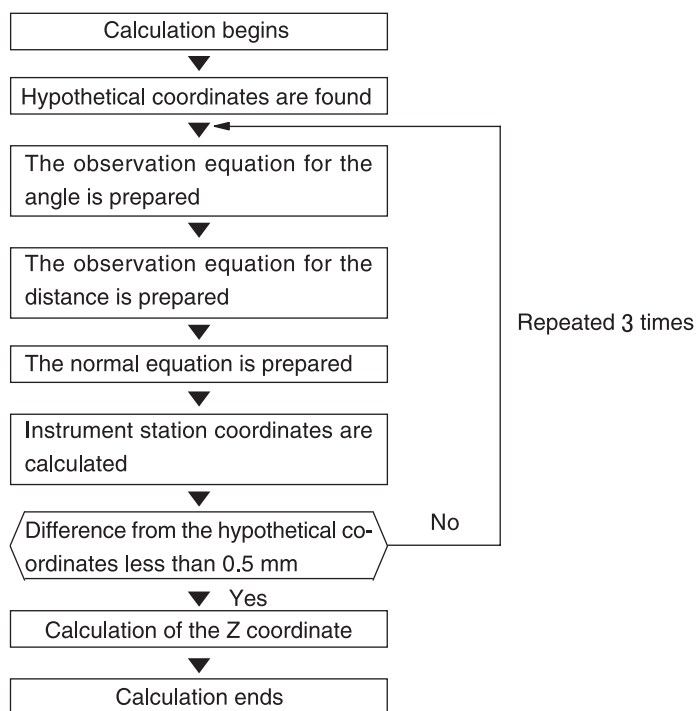 Calculation begins
Hypothetical coordinates are found
The observation equation for the
angle is prepared
The observation equation for the
distance is prepared
Repeated 3 times
The normal equation is prepared
Instrument station coordinates are
calculated
Difference from the hypothetical co-
ordinates less than 0.5 mm
No
Yes
Calculation of the Z coordinate
Calculation ends